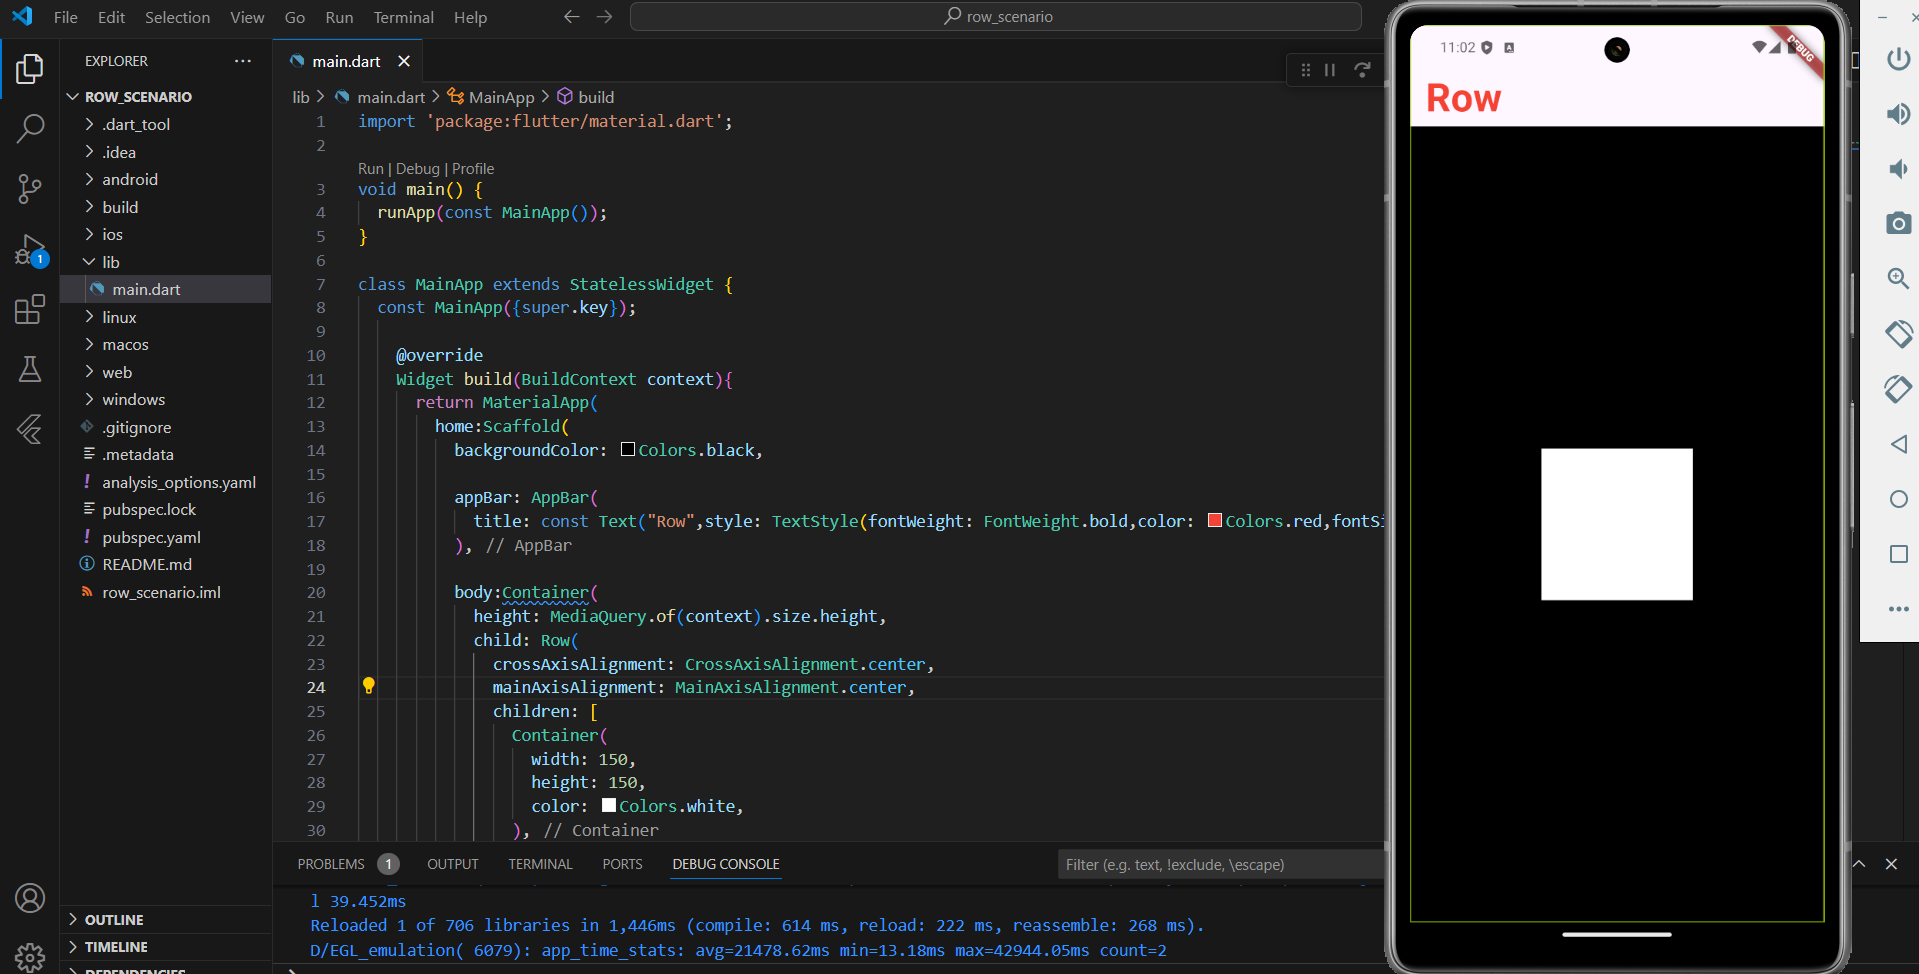 File Edit Selection View Go Run Terminal Help
row_scenario
EXPLORER
ROW_SCENARIO
.dart_tool
.idea
android
build
ios
lib
main.dart
linux
macos
web
windows
.gitignore
.metadata
analysis_options.yaml
pubspec.lock
pubspec.yaml
README.md
row_scenario.iml
OUTLINE
TIMELINE
DEPENDENCIES
1
main.dart
lib > main.dart > MainApp > build
1 import 'package:flutter/material.dart';
2
Run | Debug | Profile
3 void main() {
4 runApp(const MainApp());
5 }
6
7 class MainApp extends StatelessWidget {
8 const MainApp({super.key});
9
10 @override
11 Widget build(BuildContext context){
12 return MaterialApp(
13 home:Scaffold(
14 backgroundColor: Colors.black,
15
16 appBar: AppBar(
17 title: const Text("Row",style: TextStyle(fontWeight: FontWeight.bold,color: Colors.red,fontSi
18 ), // AppBar
19
20 body:Container(
21 height: MediaQuery.of(context).size.height,
22 child: Row(
23 crossAxisAlignment: CrossAxisAlignment.center,
24 mainAxisAlignment: MainAxisAlignment.center,
25 children: [
26 Container(
27 width: 150,
28 height: 150,
29 color: Colors.white,
30 ), // Container
PROBLEMS 1 OUTPUT TERMINAL PORTS DEBUG CONSOLE
Filter (e.g. text, !exclude, \escape)
l 39.452ms
Reloaded 1 of 706 libraries in 1,446ms (compile: 614 ms, reload: 222 ms, reassemble: 268 ms).
D/EGL_emulation( 6079): app_time_stats: avg=21478.62ms min=13.18ms max=42944.05ms count=2
11:02
DEBUG
Row